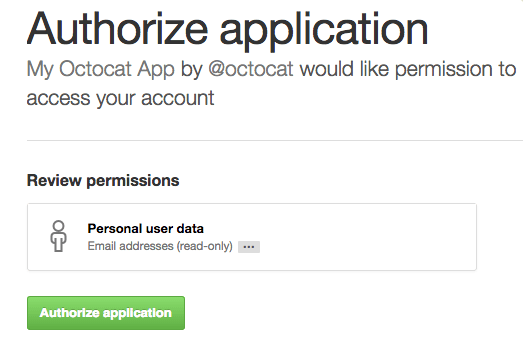 Authorize application
My Octocat App by @octocat would like permission to
access your account
Review permissions
Personal user data
Email addresses (read-only) ···
Authorize application